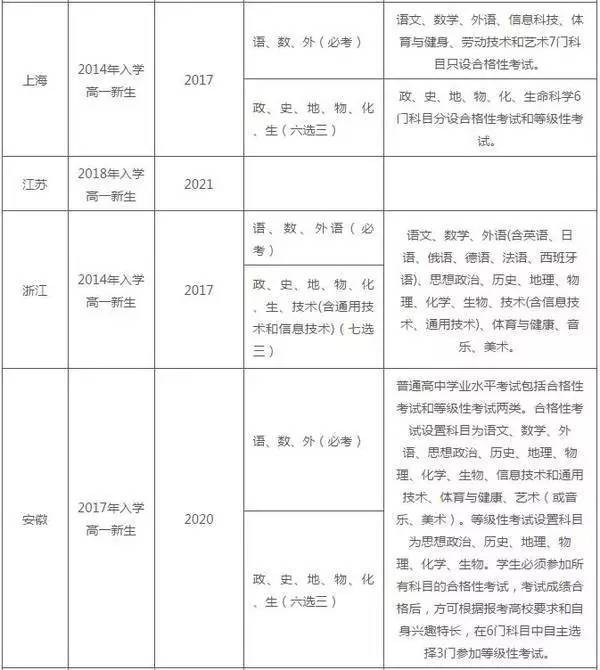 上海
2014年入学
高一新生
2017
语、数、外（必考）
语文、数学、外语、信息科技、体
育与健身、劳动技术和艺术7门科
目只设合格性考试。
政、史、地、物、化
、生（六选三）
政、史、地、物、化、生命科学6
门科目分设合格性考试和等级性考
试。
江苏
2018年入学
高一新生
2021
浙江
2014年入学
高一新生
2017
语、数、外语（必
考）
政、史、地、物、化
、生、技术(含通用技
术和信息技术)（七选
三）
语文、数学、外语(含英语、日
语、俄语、德语、法语、西班牙
语)、思想政治、历史、地理、物
理、化学、生物、技术(含信息技
术、通用技术)、体育与健康、音
乐、美术。
安徽
2017年入学
高一新生
2020
语、数、外（必考）
政、史、地、物、化
、生（六选三）
普通高中学业水平考试包括合格性
考试和等级性考试两类。合格性考
试设置科目为语文、数学、外
语、思想政治、历史、地理、物
理、化学、生物、信息技术和通用
技术、体育与健康、艺术（或音
乐、美术）。等级性考试设置科目
为思想政治、历史、地理、物
理、化学、生物。学生必须参加所
有科目的合格性考试，考试成绩合
格后，方可根据报考高校要求和自
身兴趣特长，在6门科目中自主选
择3门参加等级性考试。